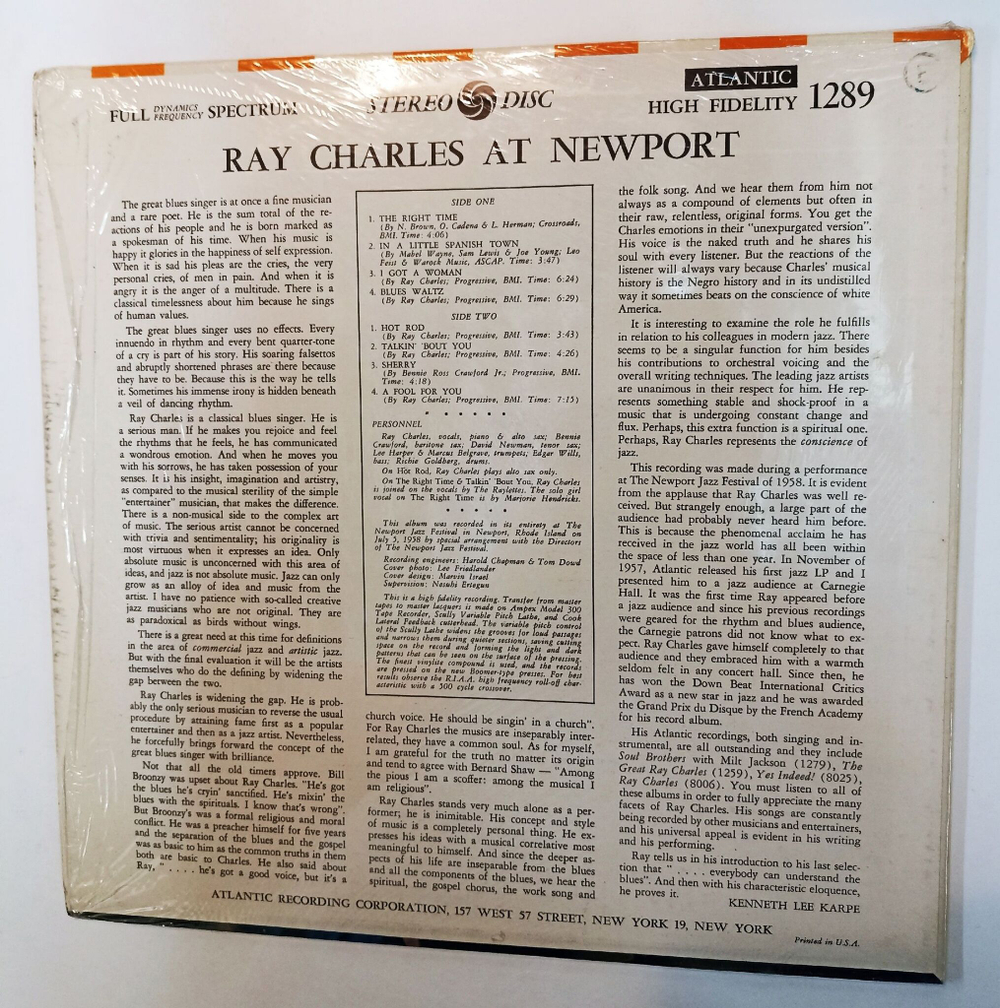 FULL DYNAMICS FREQUENCY SPECTRUM
STEREO DISC
ATLANTIC
HIGH FIDELITY 1289
RAY CHARLES AT NEWPORT
The great blues singer is at once a fine musician
and a rare poet. He is the sum total of the re-
actions of his people and he is born marked as
a spokesman of his time. When his music is
happy it glories in the happiness of self expression.
When it is sad his pleas are the cries, the very
personal cries, of men in pain. And when it is
angry it is the anger of a multitude. There is a
classical timelessness about him because he sings
of human values.
The great blues singer uses no effects. Every
innuendo in rhythm and every bent quarter-tone
of a cry is part of his story. His soaring falsettos
and abruptly shortened phrases are there because
they have to be. Because this is the way he tells
it. Sometimes his immense irony is hidden beneath
a veil of dancing rhythm.
Ray Charles is a classical blues singer. He is
a serious man. If he makes you rejoice and feel
the rhythms that he feels, he has communicated
a wondrous emotion. And when he moves you
with his sorrows, he has taken possession of your
senses. It is his insight, imagination and artistry,
as compared to the musical sterility of the simple
"entertainer" musician, that makes the difference.
There is a non-musical side to the complex art
of music. The serious artist cannot be concerned
with trivia and sentimentality; his originality is
most virtuous when it expresses an idea. Only
absolute music is unconcerned with this area of
ideas, and jazz is not absolute music. Jazz can only
grow as an alloy of idea and music from the
artist. I have no patience with so-called creative
jazz musicians who are not original. They are
as paradoxical as birds without wings.
There is a great need at this time for definitions
in the area of commercial jazz and artistic jazz.
But with the final evaluation it will be the artists
themselves who do the defining by widening the
gap between the two.
Ray Charles is widening the gap. He is prob-
ably the only serious musician to reverse the usual
procedure by attaining fame first as a popular
entertainer and then as a jazz artist. Nevertheless,
he forcefully brings forward the concept of the
great blues singer with brilliance.
Not that all the old timers approve. Bill
Broonzy was upset about Ray Charles. "He's got
the blues he's cryin' sanctified. He's mixin' the
blues with the spirituals. I know that's wrong".
But Broonzy's was a formal religious and moral
conflict. He was a preacher himself for five years
and the separation of the blues and the gospel
was as basic to him as the common truths in them
both are basic to Charles. He also said about
Ray, " . . . . he's got a good voice, but it's a
SIDE ONE
1. THE RIGHT TIME
(By N. Brown, O. Cadena & L. Herman; Crossroads,
BMI. Time: 4:06)
2. IN A LITTLE SPANISH TOWN
(By Mabel Wayne, Sam Lewis & Joe Young; Leo
Feist & Warock Music, ASCAP. Time: 3:47)
3. I GOT A WOMAN
(By Ray Charles; Progressive, BMI. Time: 6:24)
4. BLUES WALTZ
(By Ray Charles; Progressive, BMI. Time: 6:29)
SIDE TWO
1. HOT ROD
(By Ray Charles; Progressive, BMI. Time: 3:43)
2. TALKIN' 'BOUT YOU
(By Ray Charles; Progressive, BMI. Time: 4:26)
3. SHERRY
(By Bennie Ross Crawford Jr.; Progressive, BMI.
Time: 4:18)
4. A FOOL FOR YOU
(By Ray Charles; Progressive, BMI. Time: 7:15)
* * * * * *
PERSONNEL
Ray Charles, vocals, piano & alto sax; Bennie
Crawford, baritone sax; David Newman, tenor sax;
Lee Harper & Marcus Belgrave, trumpets; Edgar Willis,
bass; Richie Goldberg, drums.
On Hot Rod, Ray Charles plays alto sax only.
On The Right Time & Talkin' 'Bout You, Ray Charles
is joined on the vocals by The Raylettes. The solo girl
vocal on The Right Time is by Marjorie Hendricks.
* * * * *
This album was recorded in its entirety at The
Newport Jazz Festival in Newport, Rhode Island on
July 5, 1958 by special arrangement with the Directors
of The Newport Jazz Festival.
Recording engineers: Harold Chapman & Tom Dowd
Cover photo: Lee Friedlander
Cover design: Marvin Israel
Supervision: Nesuhi Ertegun
This is a high fidelity recording. Transfer from master
tapes to master lacquers is made on Ampex Model 300
Tape Recorder, Scully Variable Pitch Lathe, and Cook
Lateral Feedback cutterhead. The variable pitch control
of the Scully Lathe widens the grooves for loud passages
and narrows them during quieter sections, saving cutting
space on the record and forming the light and dark
patterns that can be seen on the surface of the pressing.
The finest vinylite compound is used, and the records
are pressed on the new Boomer-type presses. For best
results observe the R.I.A.A. high frequency roll-off char-
acteristic with a 500 cycle crossover.
church voice. He should be singin' in a church".
For Ray Charles the musics are inseparably inter-
related, they have a common soul. As for myself,
I am grateful for the truth no matter its origin
and tend to agree with Bernard Shaw — "Among
the pious I am a scoffer: among the musical I
am religious".
Ray Charles stands very much alone as a per-
former; he is inimitable. His concept and style
of music is a completely personal thing. He ex-
presses his ideas with a musical correlative most
meaningful to himself. And since the deeper as-
pects of his life are inseparable from the blues
and all the components of the blues, we hear the
spiritual, the gospel chorus, the work song and
the folk song. And we hear them from him not
always as a compound of elements but often in
their raw, relentless, original forms. You get the
Charles emotions in their "unexpurgated version".
His voice is the naked truth and he shares his
soul with every listener. But the reactions of the
listener will always vary because Charles' musical
history is the Negro history and in its undistilled
way it sometimes beats on the conscience of white
America.
It is interesting to examine the role he fulfills
in relation to his colleagues in modern jazz. There
seems to be a singular function for him besides
his contributions to orchestral voicing and the
overall writing techniques. The leading jazz artists
are unanimous in their respect for him. He rep-
resents something stable and shock-proof in a
music that is undergoing constant change and
flux. Perhaps, this extra function is a spiritual one.
Perhaps, Ray Charles represents the conscience of
jazz.
This recording was made during a performance
at The Newport Jazz Festival of 1958. It is evident
from the applause that Ray Charles was well re-
ceived. But strangely enough, a large part of the
audience had probably never heard him before.
This is because the phenomenal acclaim he has
received in the jazz world has all been within
the space of less than one year. In November of
1957, Atlantic released his first jazz LP and I
presented him to a jazz audience at Carnegie
Hall. It was the first time Ray appeared before
a jazz audience and since his previous recordings
were geared for the rhythm and blues audience,
the Carnegie patrons did not know what to ex-
pect. Ray Charles gave himself completely to that
audience and they embraced him with a warmth
seldom felt in any concert hall. Since then, he
has won the Down Beat International Critics
Award as a new star in jazz and he was awarded
the Grand Prix du Disque by the French Academy
for his record album.
His Atlantic recordings, both singing and in-
strumental, are all outstanding and they include
Soul Brothers with Milt Jackson (1279), The
Great Ray Charles (1259), Yes Indeed! (8025),
Ray Charles (8006). You must listen to all of
these albums in order to fully appreciate the many
facets of Ray Charles. His songs are constantly
being recorded by other musicians and entertainers,
and his universal appeal is evident in his writing
and his performing.
Ray tells us in his introduction to his last selec-
tion that " . . . . everybody can understand the
blues". And then with his characteristic eloquence,
he proves it.
KENNETH LEE KARPE
ATLANTIC RECORDING CORPORATION, 157 WEST 57 STREET, NEW YORK 19, NEW YORK
Printed in U.S.A.